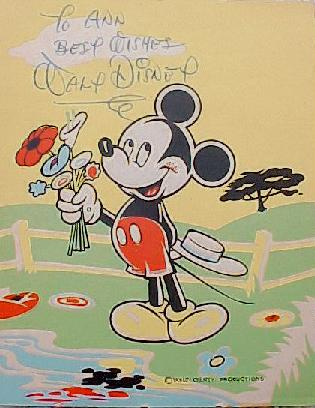 To Ann
Best Wishes
Walt Disney
© WALT DISNEY PRODUCTIONS